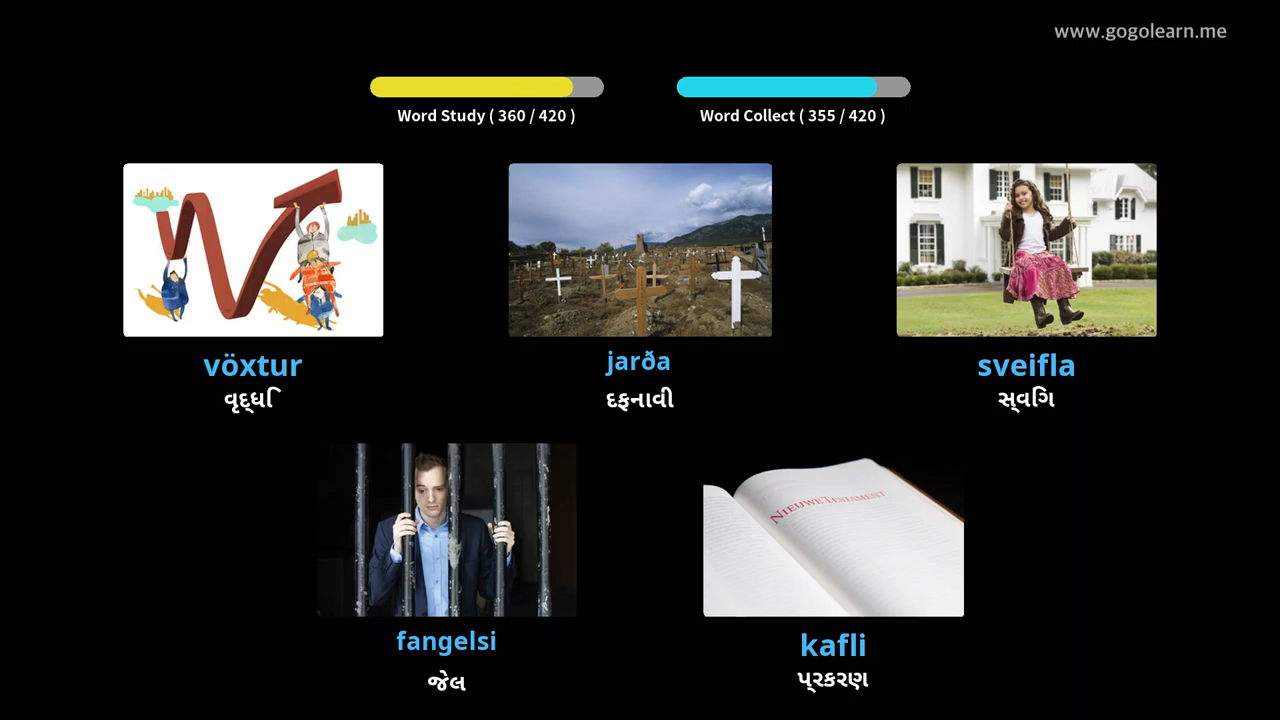 www.gogolearn.me
Word Study ( 360 / 420 )
Word Collect ( 355 / 420 )
vöxtur
વૃદ્ધિ
jarða
દફનાવી
sveifla
સ્વિંગ
NIEUWE TESTAMENT
fangelsi
જેલ
kafli
પ્રકરણ